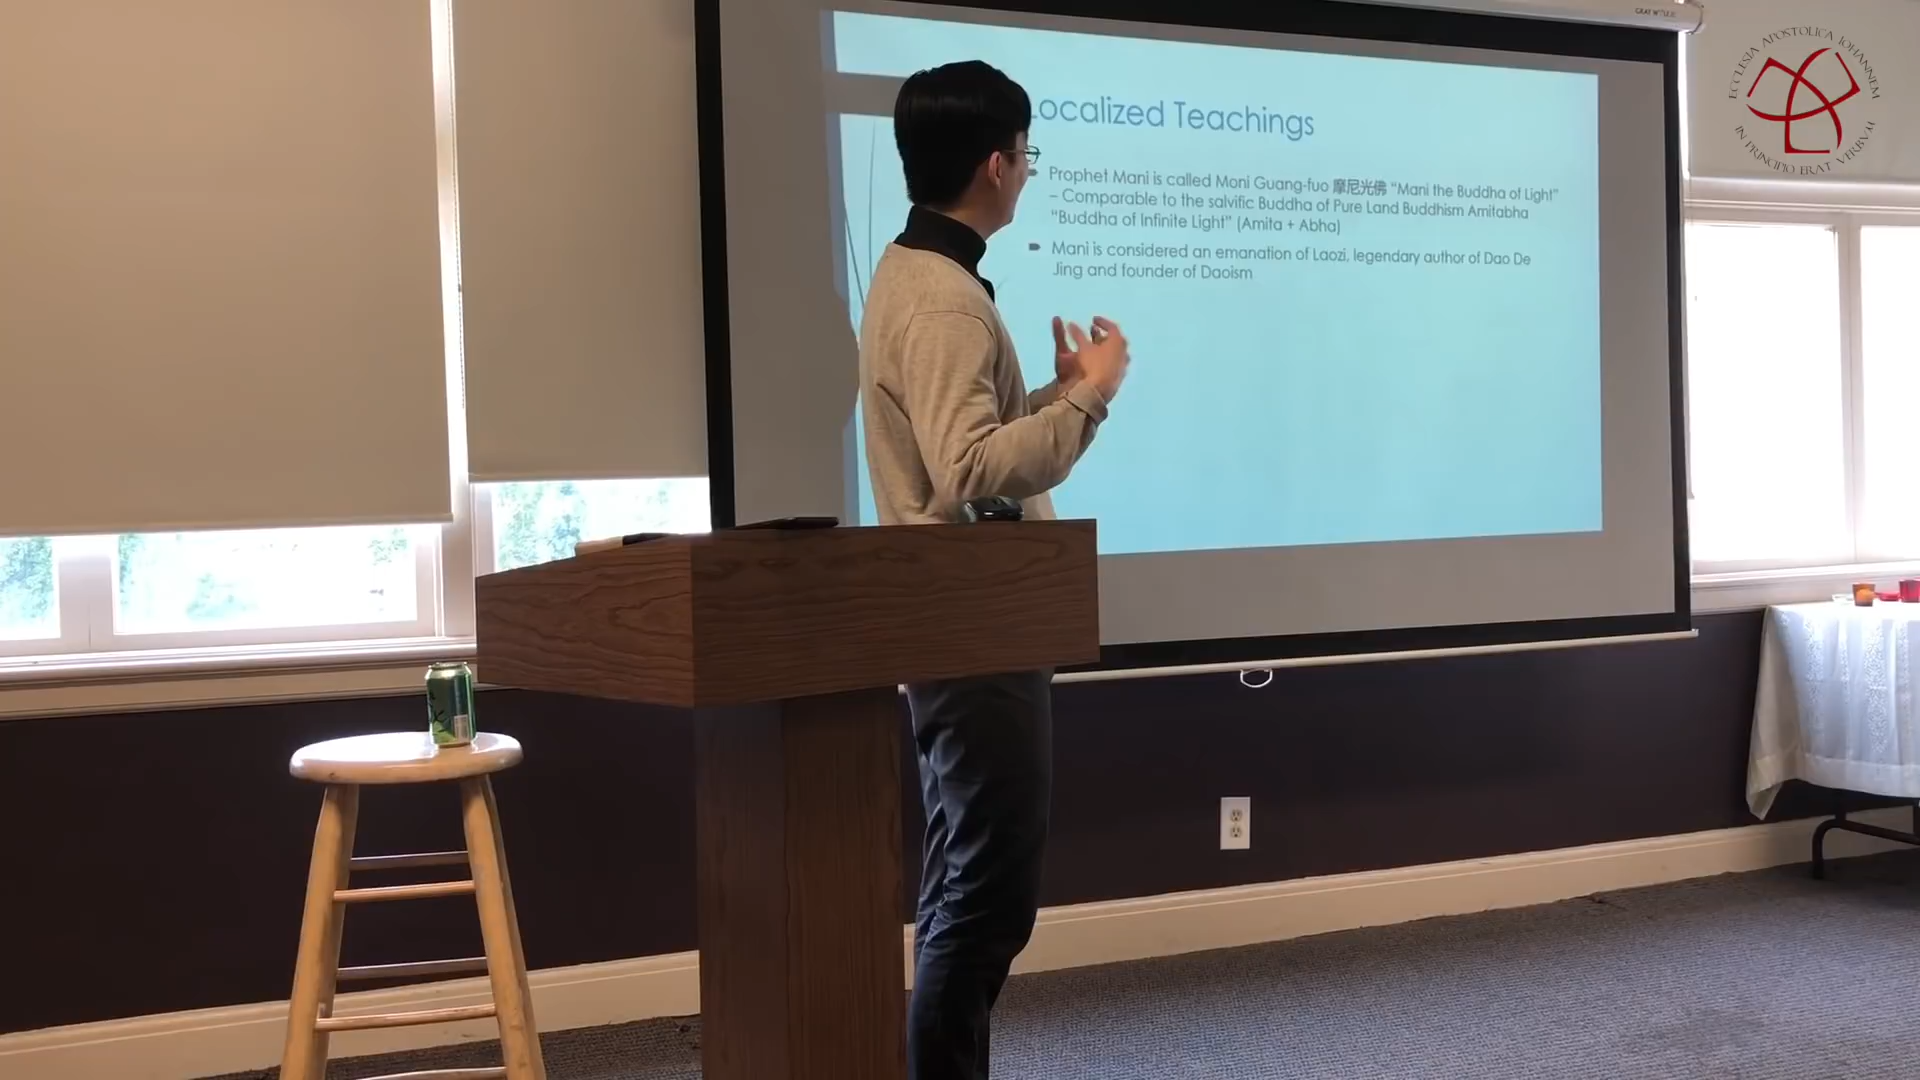 Localized Teachings
Prophet Mani is called Moni Guang-fuo 摩尼光佛 “Mani the Buddha of Light”
– Comparable to the salvific Buddha of Pure Land Buddhism Amitabha
“Buddha of Infinite Light” (Amita + Abha)
Mani is considered an emanation of Laozi, legendary author of Dao De
Jing and founder of Daoism
ECCLESIA APOSTOLICA IOHANNEM
IN PRINCIPIO ERAT VERBVM